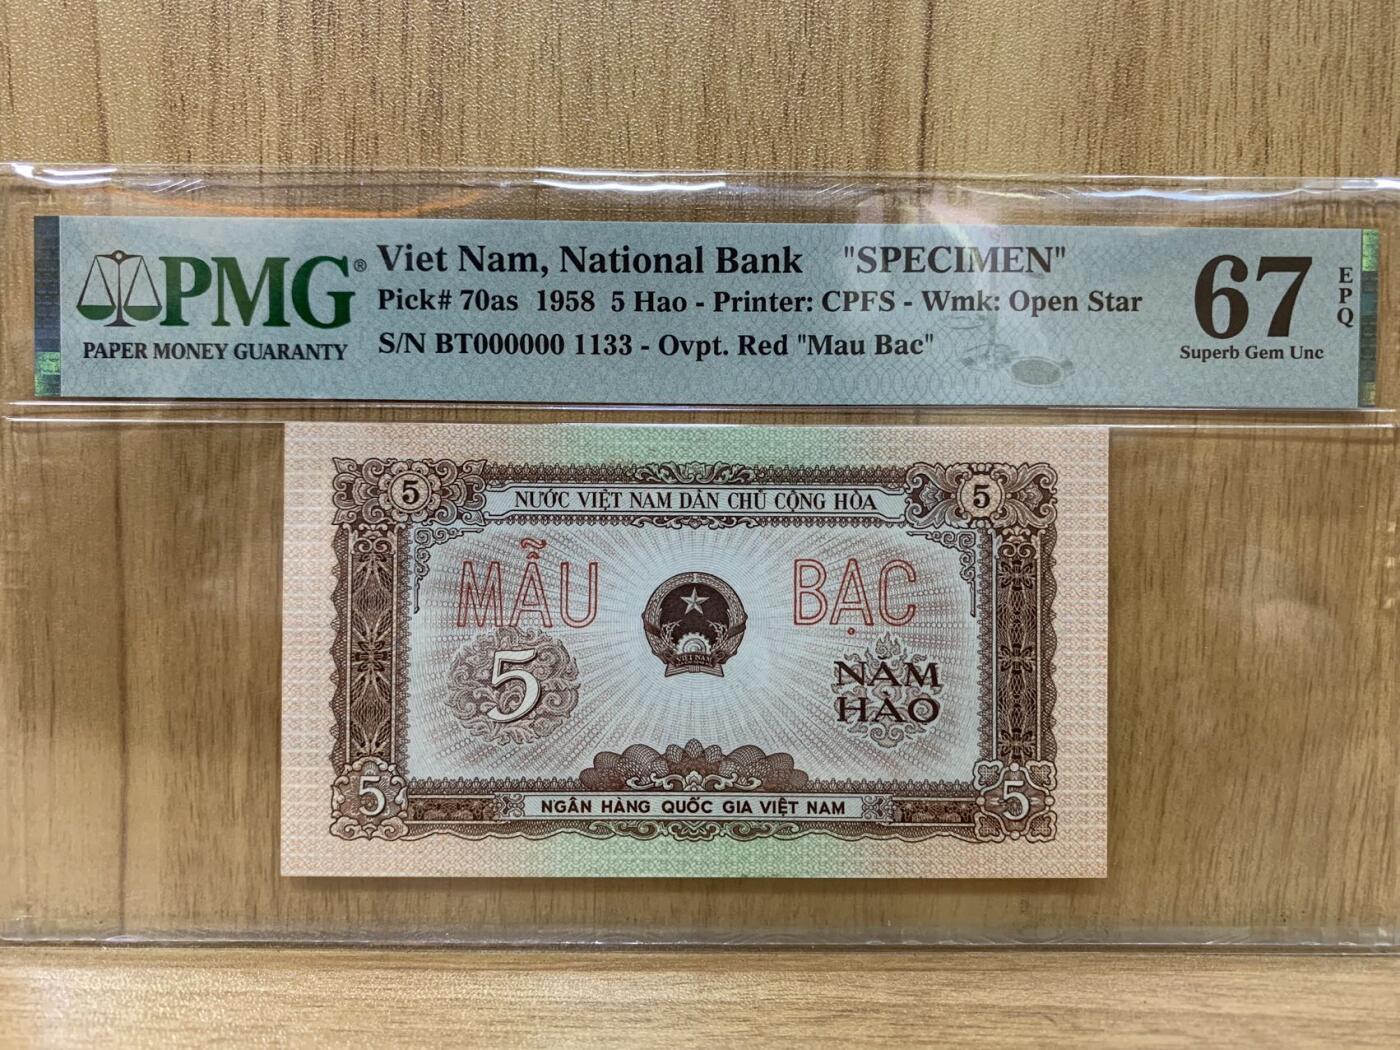 PMG®
PAPER MONEY GUARANTY
Viet Nam, National Bank "SPECIMEN"
Pick# 70as 1958 5 Hao - Printer: CPFS - Wmk: Open Star
S/N BT000000 1133 - Ovpt. Red "Mau Bac"
67
EPQ
Superb Gem Unc
5 NƯỚC VIỆT NAM DÂN CHỦ CỘNG HÒA 5
MẪU BẠC
VIỆT NAM
5
NĂM
HÀO
5 NGÂN HÀNG QUỐC GIA VIỆT NAM 5